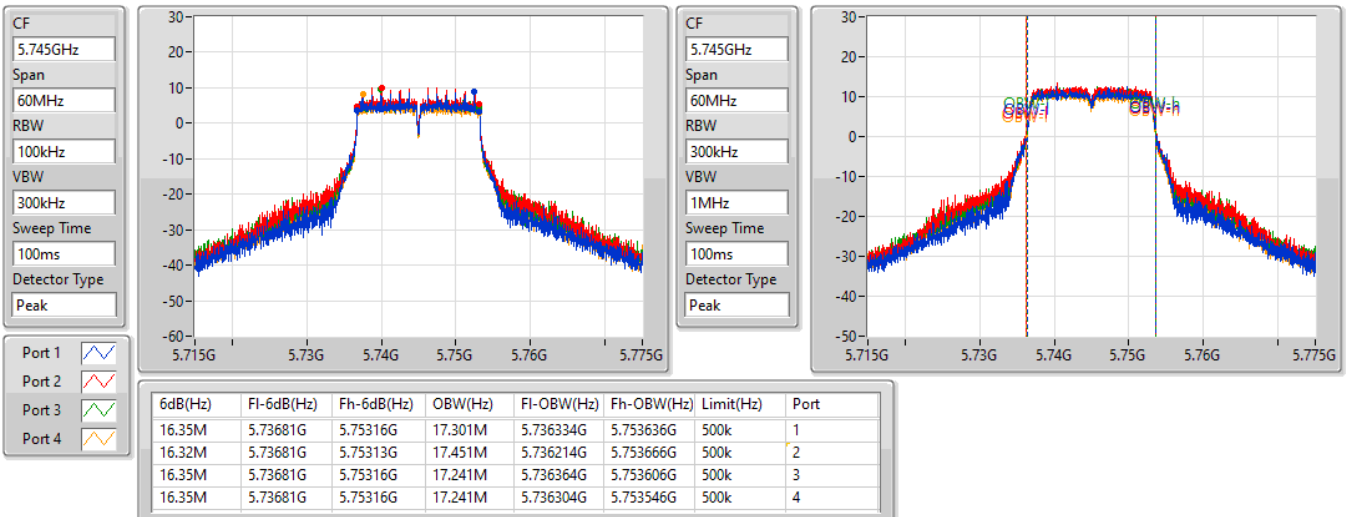 CF
5.745GHz
Span
60MHz
RBW
100kHz
VBW
300kHz
Sweep Time
100ms
Detector Type
Peak
30
20
10
0
-10
-20
-30
-40
-50
-60
5.715G 5.73G 5.74G 5.75G 5.76G 5.775G
CF
5.745GHz
Span
60MHz
RBW
300kHz
VBW
1MHz
Sweep Time
100ms
Detector Type
Peak
30
20
10
0
-10
-20
-30
-40
-50
OBW-l OBW-h
5.715G 5.73G 5.74G 5.75G 5.76G 5.775G
Port 1
Port 2
Port 3
Port 4
6dB(Hz) Fl-6dB(Hz) Fh-6dB(Hz) OBW(Hz) Fl-OBW(Hz) Fh-OBW(Hz) Limit(Hz) Port
16.35M 5.73681G 5.75316G 17.301M 5.736334G 5.753636G 500k 1
16.32M 5.73681G 5.75313G 17.451M 5.736214G 5.753666G 500k 2
16.35M 5.73681G 5.75316G 17.241M 5.736364G 5.753606G 500k 3
16.35M 5.73681G 5.75316G 17.241M 5.736304G 5.753546G 500k 4